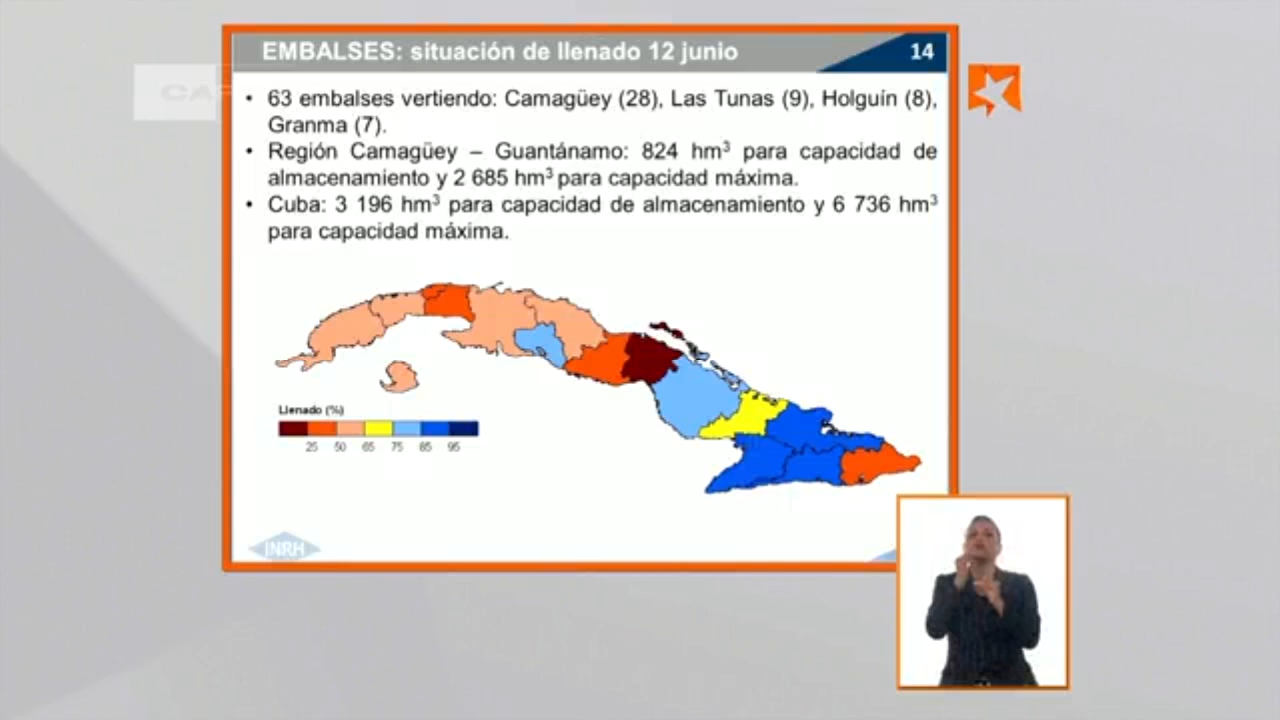 EMBALSES: situación de llenado 12 junio 14
• 63 embalses vertiendo: Camagüey (28), Las Tunas (9), Holguín (8),
Granma (7).
• Región Camagüey – Guantánamo: 824 hm³ para capacidad de
almacenamiento y 2 685 hm³ para capacidad máxima.
• Cuba: 3 196 hm³ para capacidad de almacenamiento y 6 736 hm³
para capacidad máxima.
Llenado (%)
25 50 65 75 85 95
INRH